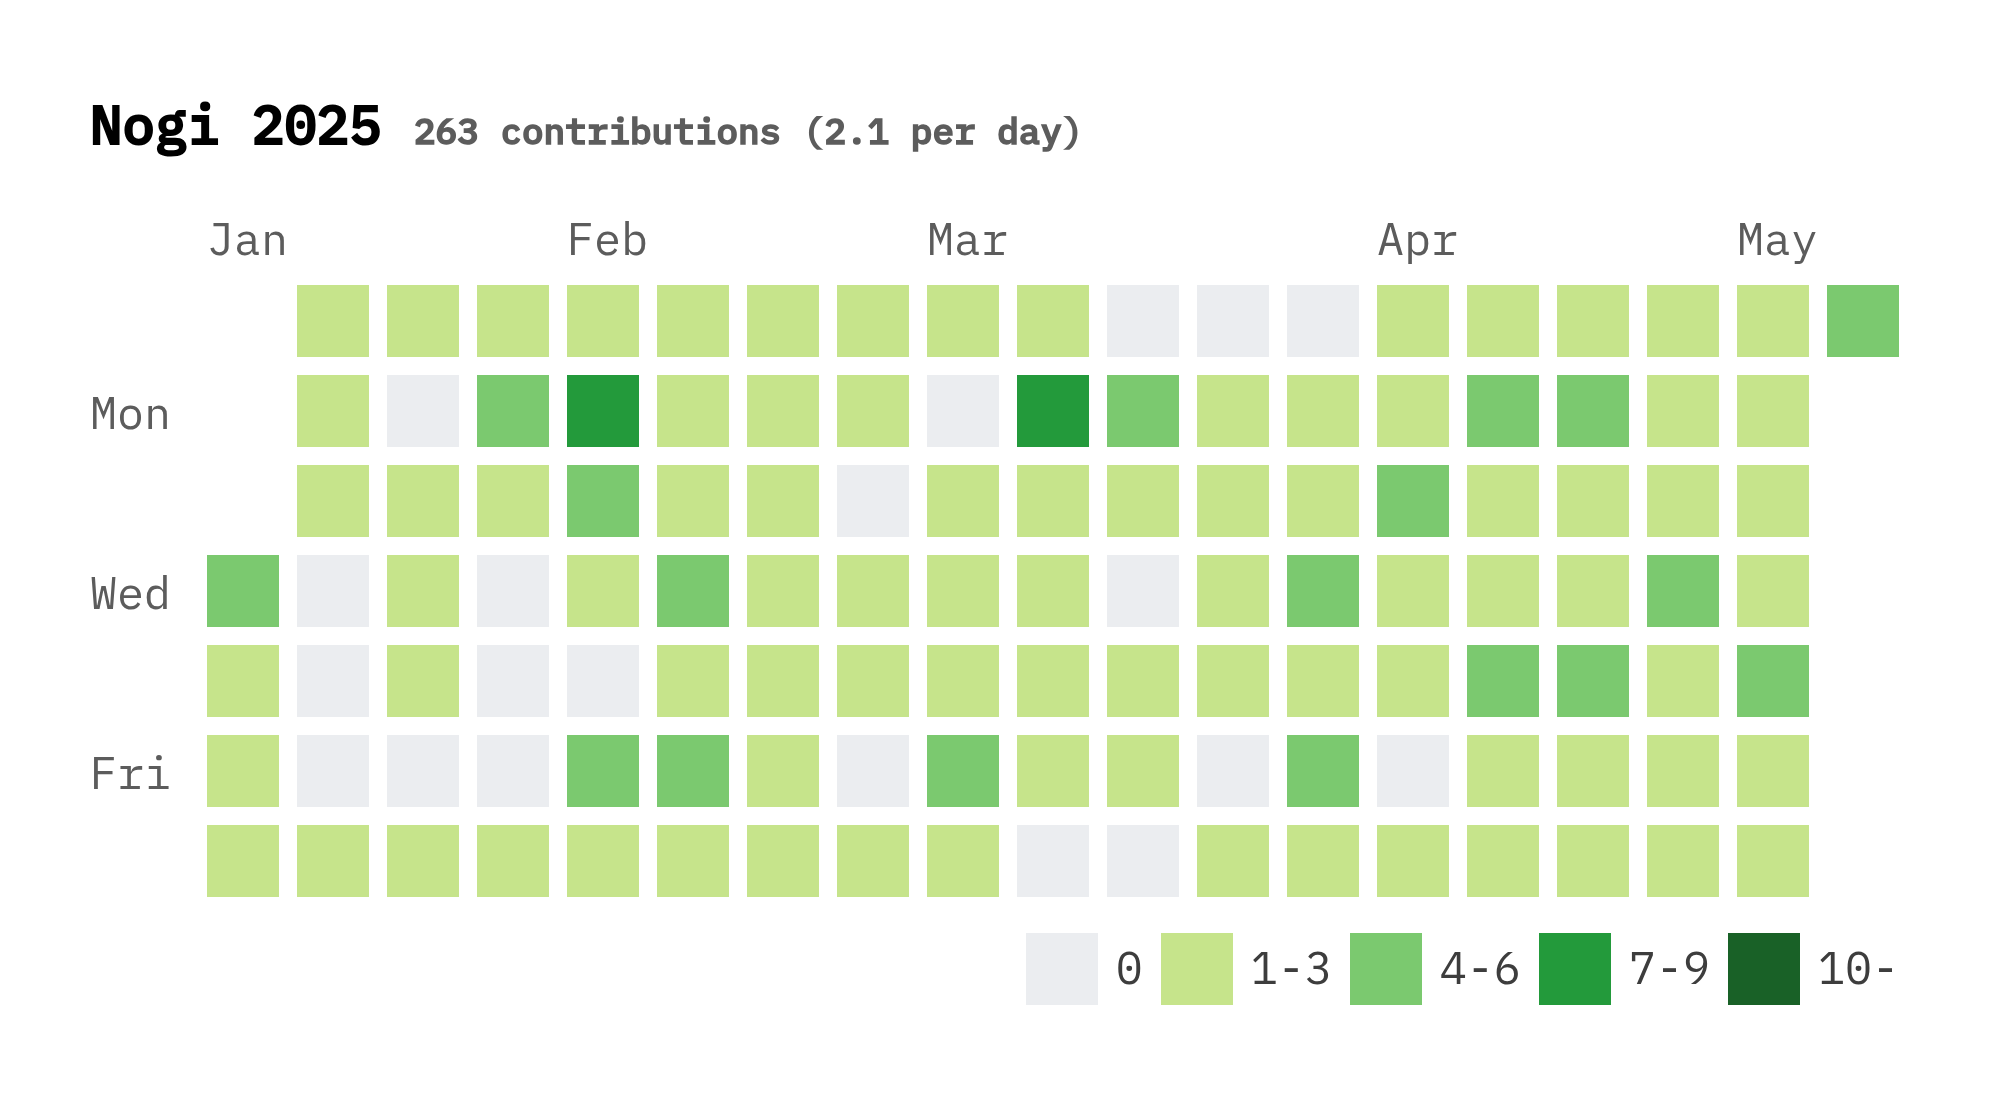 Nogi 2025 263 contributions (2.1 per day)
Jan Feb Mar Apr May
Mon
Wed
Fri
0 1-3 4-6 7-9 10-